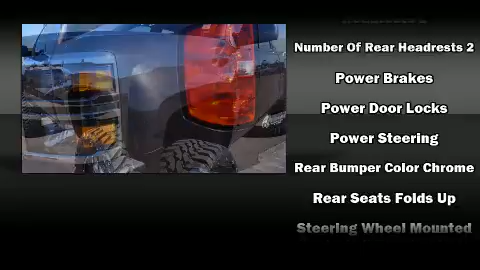 Number Of Rear Headrests 2
Power Brakes
Power Door Locks
Power Steering
Rear Bumper Color Chrome
Rear Seats Folds Up
Steering Wheel Mounted